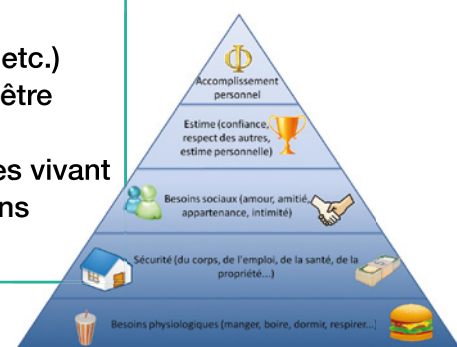 etc.)
être
es vivant
ns
Φ
Accomplissement
personnel
Estime (confiance,
respect des autres,
estime personnelle)
Besoins sociaux (amour, amitié,
appartenance, intimité)
Sécurité (du corps, de l'emploi, de la santé, de la
propriété...)
Besoins physiologiques (manger, boire, dormir, respirer...)